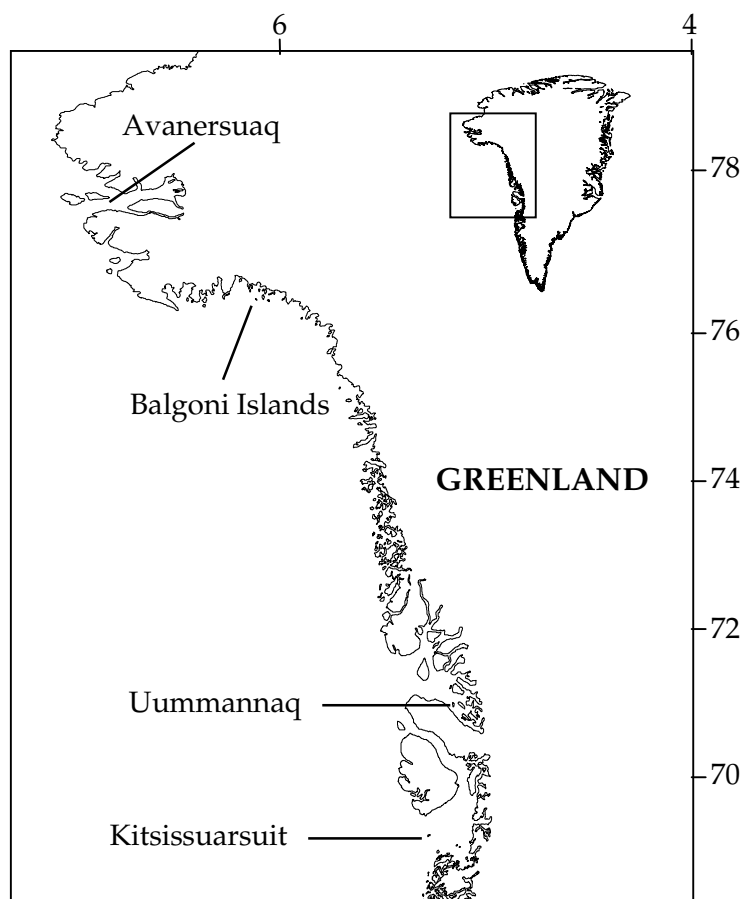 6 4
Avanersuaq
78
76
Balgoni Islands
GREENLAND
74
72
Uummannaq
70
Kitsissuarsuit